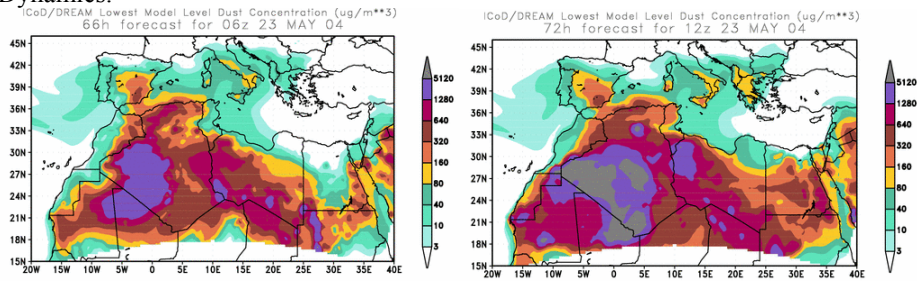 Dynamics.
ICoD/DREAM Lowest Model Level Dust Concentration (ug/m**3)
66h forecast for 06z 23 MAY 04
45N
42N
39N
36N
33N
30N
27N
24N
21N
18N
15N
20W 15W 10W 5W 0 5E 10E 15E 20E 25E 30E 35E 40E
5120
1280
640
320
160
80
40
10
3
ICoD/DREAM Lowest Model Level Dust Concentration (ug/m**3)
72h forecast for 12z 23 MAY 04
45N
42N
39N
36N
33N
30N
27N
24N
21N
18N
15N
20W 15W 10W 5W 0 5E 10E 15E 20E 25E 30E 35E 40E
5120
1280
640
320
160
80
40
10
3